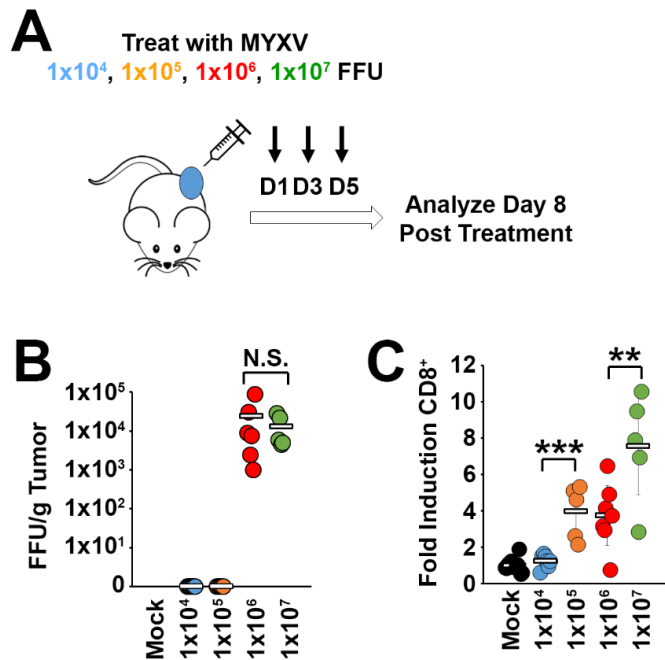 A
Treat with MYXV
1x10⁴, 1x10⁵, 1x10⁶, 1x10⁷ FFU
D1 D3 D5
Analyze Day 8
Post Treatment
B
N.S.
FFU/g Tumor
1x10⁵
1x10⁴
1x10³
1x10²
1x10¹
0
Mock
1x10⁴
1x10⁵
1x10⁶
1x10⁷
C
**
***
Fold Induction CD8⁺
12
10
8
6
4
2
0
Mock
1x10⁴
1x10⁵
1x10⁶
1x10⁷